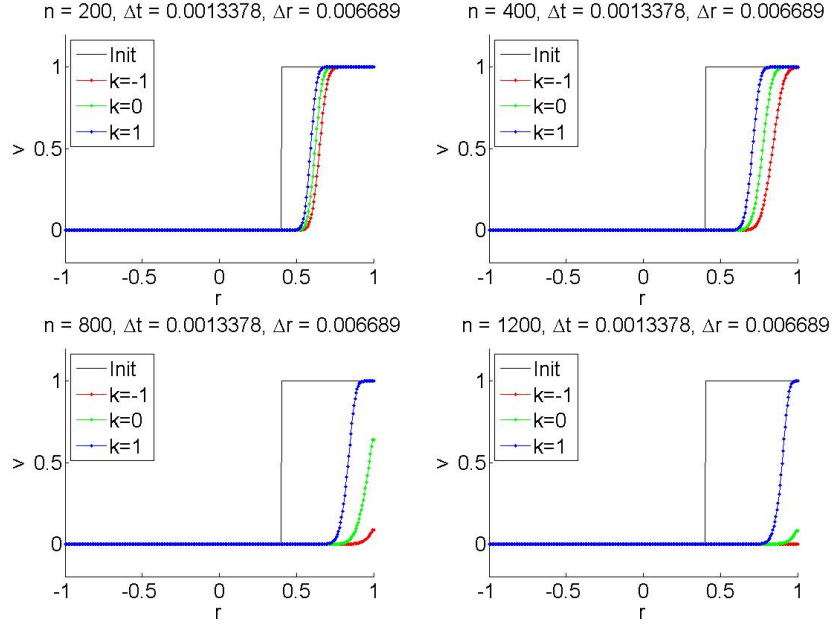 n = 200, Δt = 0.0013378, Δr = 0.006689
Init
k=-1
k=0
k=1
1
0.5
0
v
-1
-0.5
0
0.5
1
r
n = 400, Δt = 0.0013378, Δr = 0.006689
Init
k=-1
k=0
k=1
1
0.5
0
v
-1
-0.5
0
0.5
1
r
n = 800, Δt = 0.0013378, Δr = 0.006689
Init
k=-1
k=0
k=1
1
0.5
0
v
-1
-0.5
0
0.5
1
r
n = 1200, Δt = 0.0013378, Δr = 0.006689
Init
k=-1
k=0
k=1
1
0.5
0
v
-1
-0.5
0
0.5
1
r